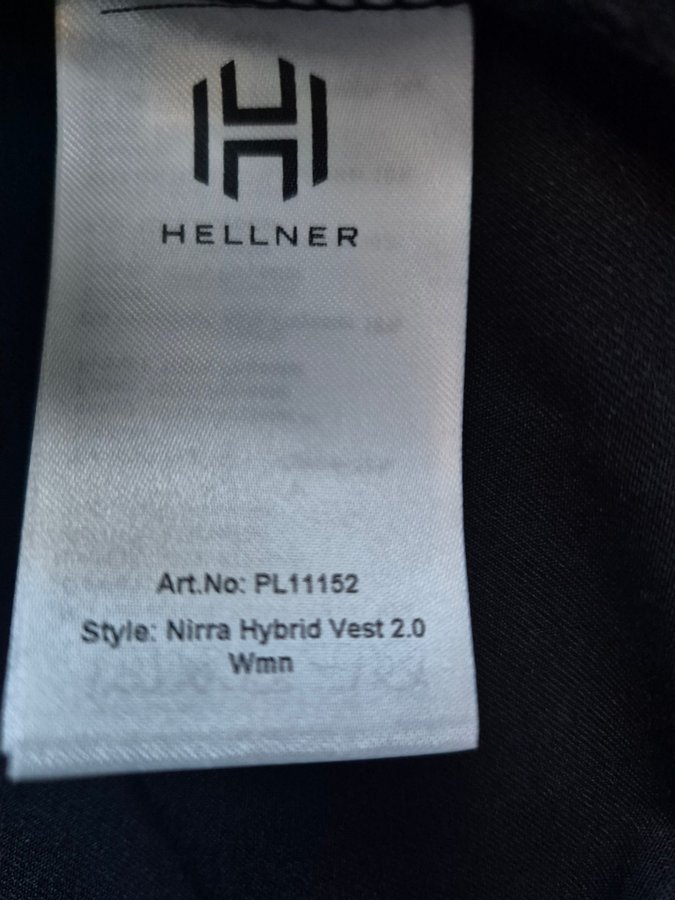 HELLNER
Art.No: PL11152
Style: Nirra Hybrid Vest 2.0
Wmn